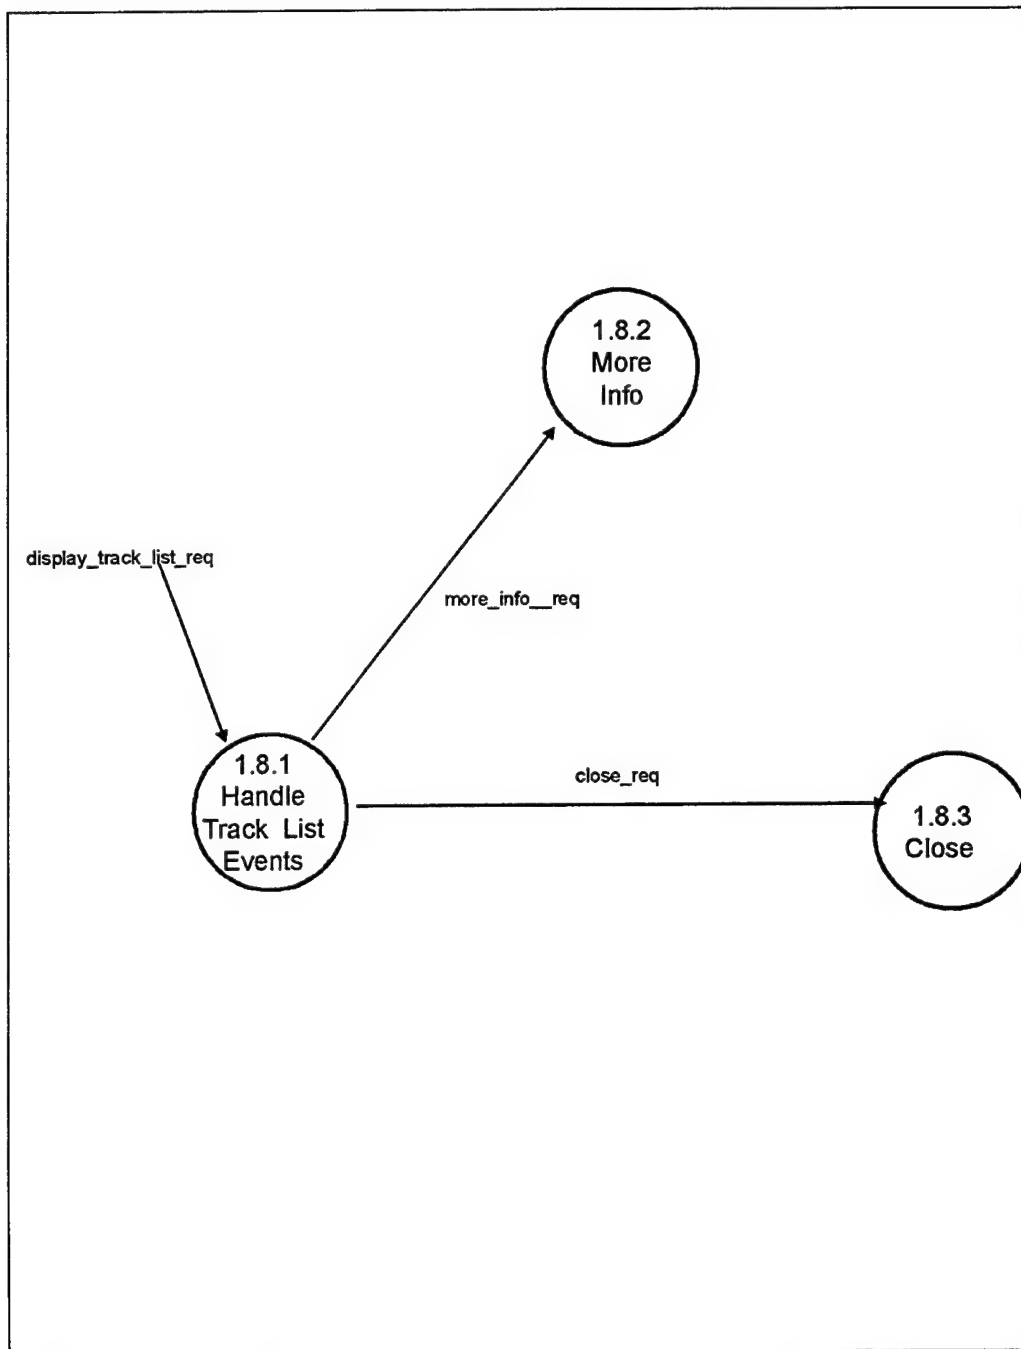 1.8.2
More
Info
display_track_list_req
more_info__req
1.8.1
Handle
Track List
Events
close_req
1.8.3
Close